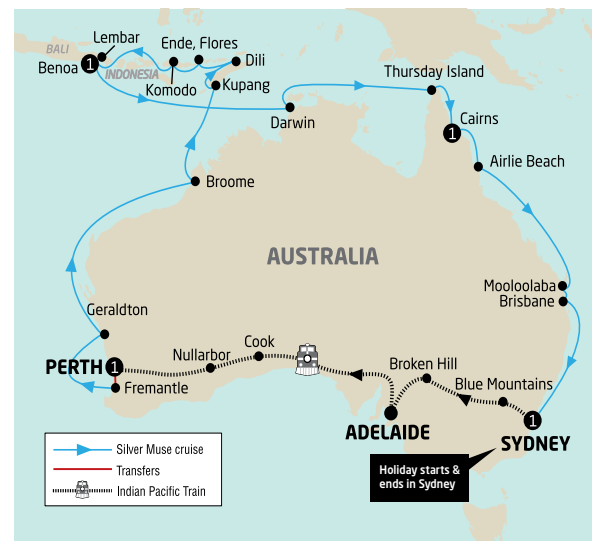 BALI
Lembar
Ende, Flores
Dili
Benoa
1
INDONESIA
Komodo
Kupang
Thursday Island
Darwin
1
Cairns
Airlie Beach
Broome
AUSTRALIA
Mooloolaba
Brisbane
Geraldton
PERTH
1
Nullarbor
Cook
Broken Hill
Fremantle
Blue Mountains
ADELAIDE
1
SYDNEY
Holiday starts &
ends in Sydney
Silver Muse cruise
Transfers
Indian Pacific Train